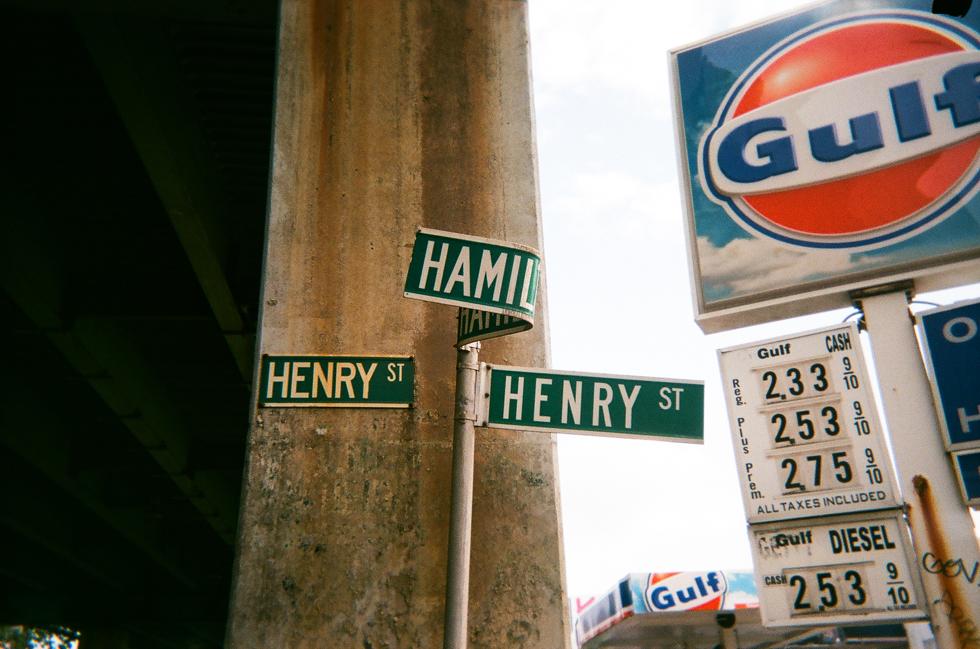 Gulf
HAMIL
HAMIL
HENRY ST
HENRY ST
Gulf CASH
Reg. 2.33 9/10
Plus 2.53 9/10
Prem. 2.75 9/10
ALL TAXES INCLUDED
Gulf DIESEL
CASH 2.53 9/10
O
H
Gulf